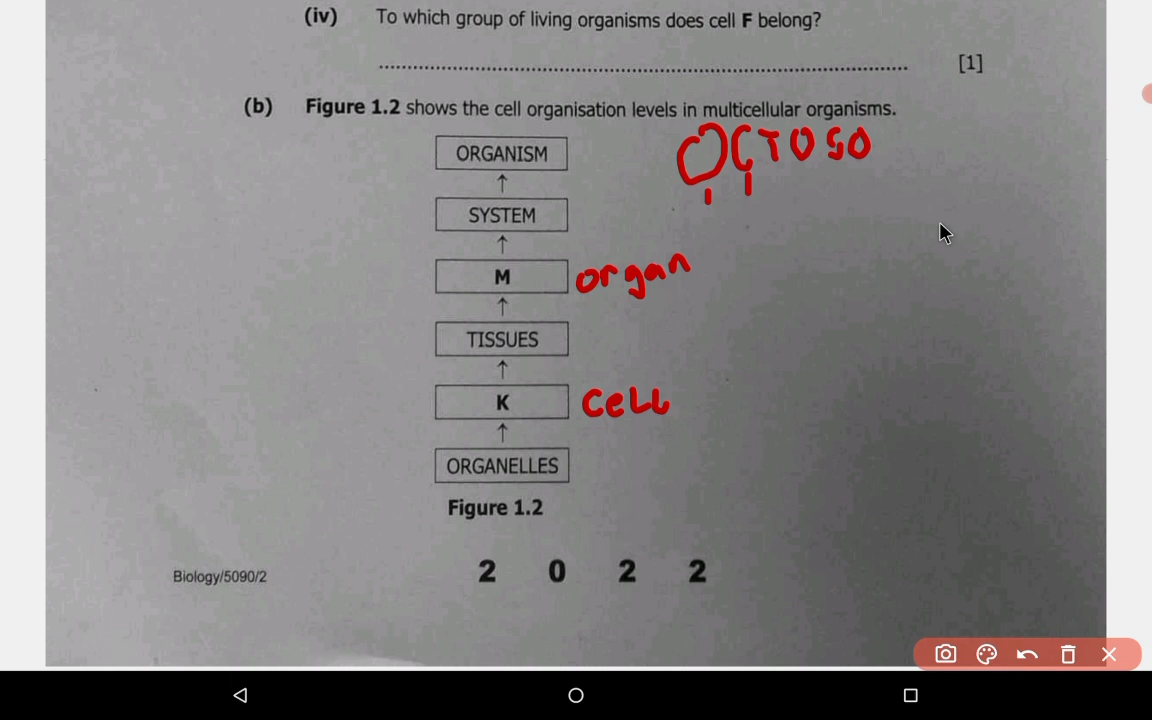 (iv) To which group of living organisms does cell F belong?
................................................................................ [1]
(b) Figure 1.2 shows the cell organisation levels in multicellular organisms.
ORGANISM
OCTOSO
SYSTEM
M organ
TISSUES
K cell
ORGANELLES
Figure 1.2
Biology/5090/2
2 0 2 2